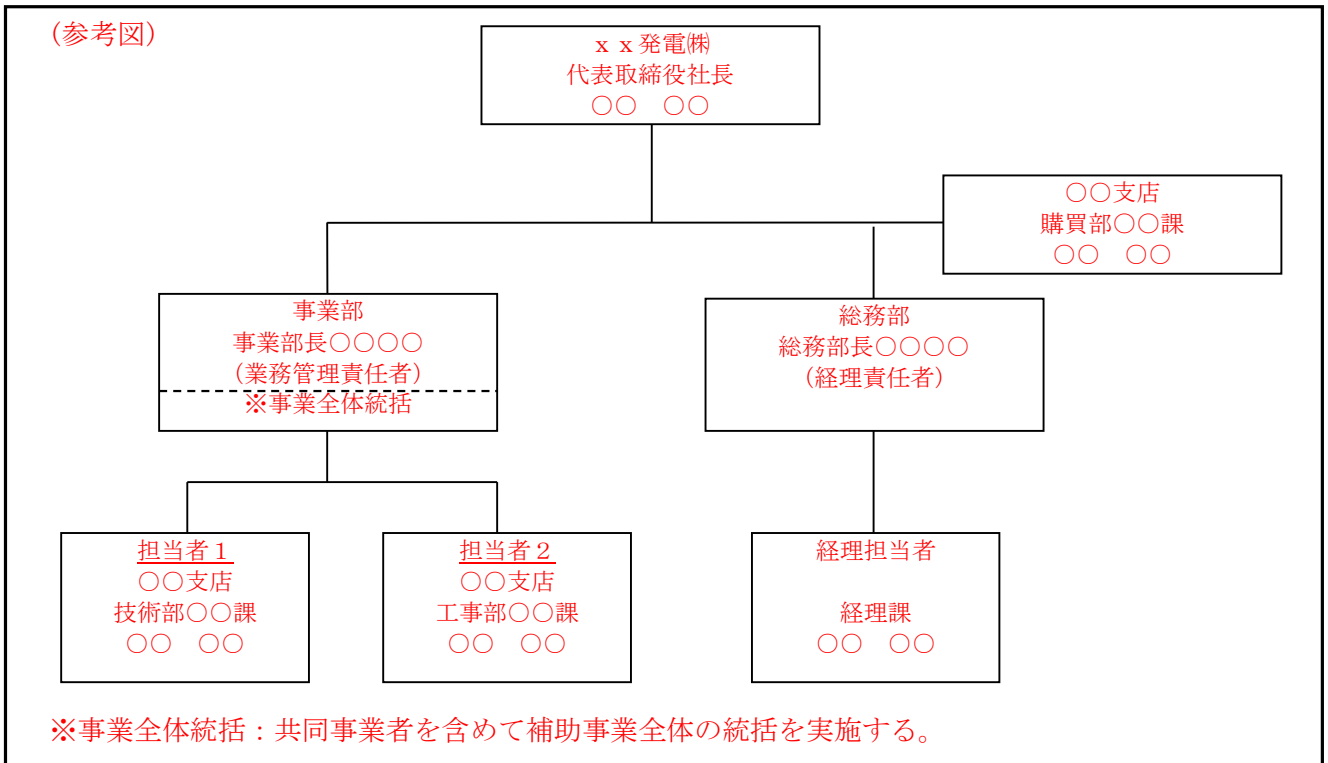 (参考図)
ｘｘ発電㈱
代表取締役社長
○○　○○
○○支店
購買部○○課
○○　○○
事業部
事業部長○○○○
(業務管理責任者)
※事業全体統括
総務部
総務部長○○○○
(経理責任者)
担当者１
○○支店
技術部○○課
○○　○○
担当者２
○○支店
工事部○○課
○○　○○
経理担当者
経理課
○○　○○
※事業全体統括：共同事業者を含めて補助事業全体の統括を実施する。